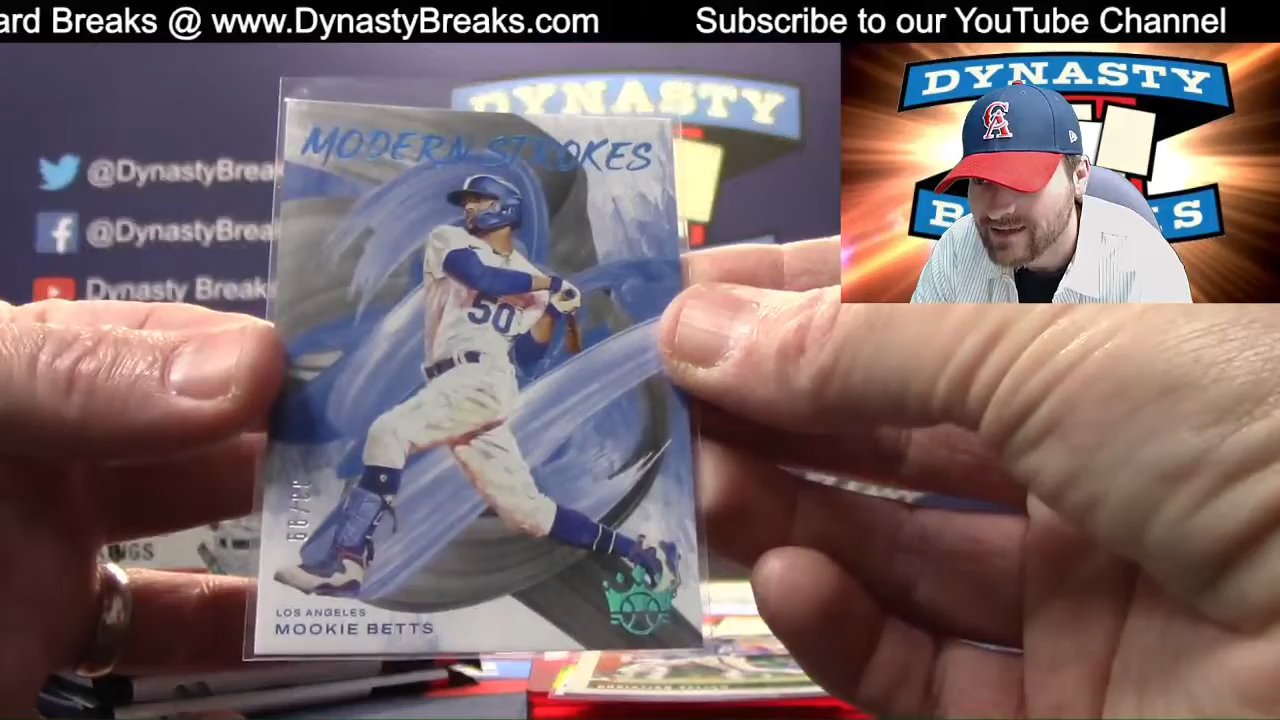 ard Breaks @ www.DynastyBreaks.com
Subscribe to our YouTube Channel
DYNASTY
@DynastyBrea
@DynastyBrea
Dynasty Breaks
DYNASTY
MODERN STROKES
50
LOS ANGELES
MOOKIE BETTS